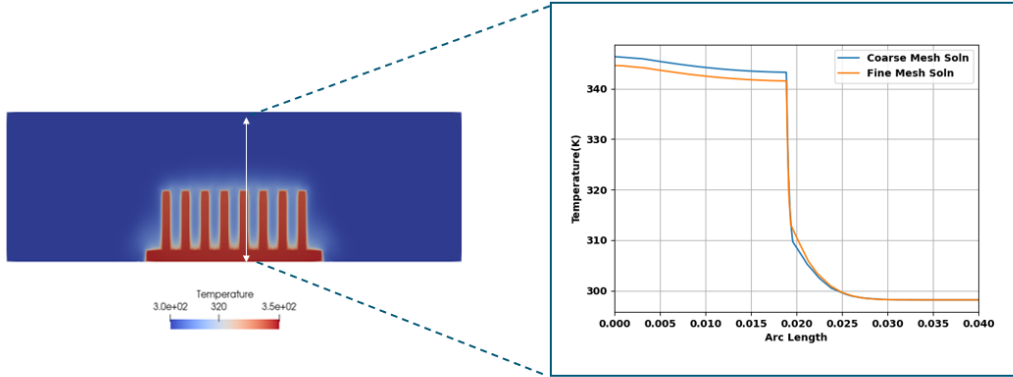 Temperature
3.0e+02 320 3.5e+02
Coarse Mesh Soln
Fine Mesh Soln
Temperature(K)
340
330
320
310
300
0.000 0.005 0.010 0.015 0.020 0.025 0.030 0.035 0.040
Arc Length